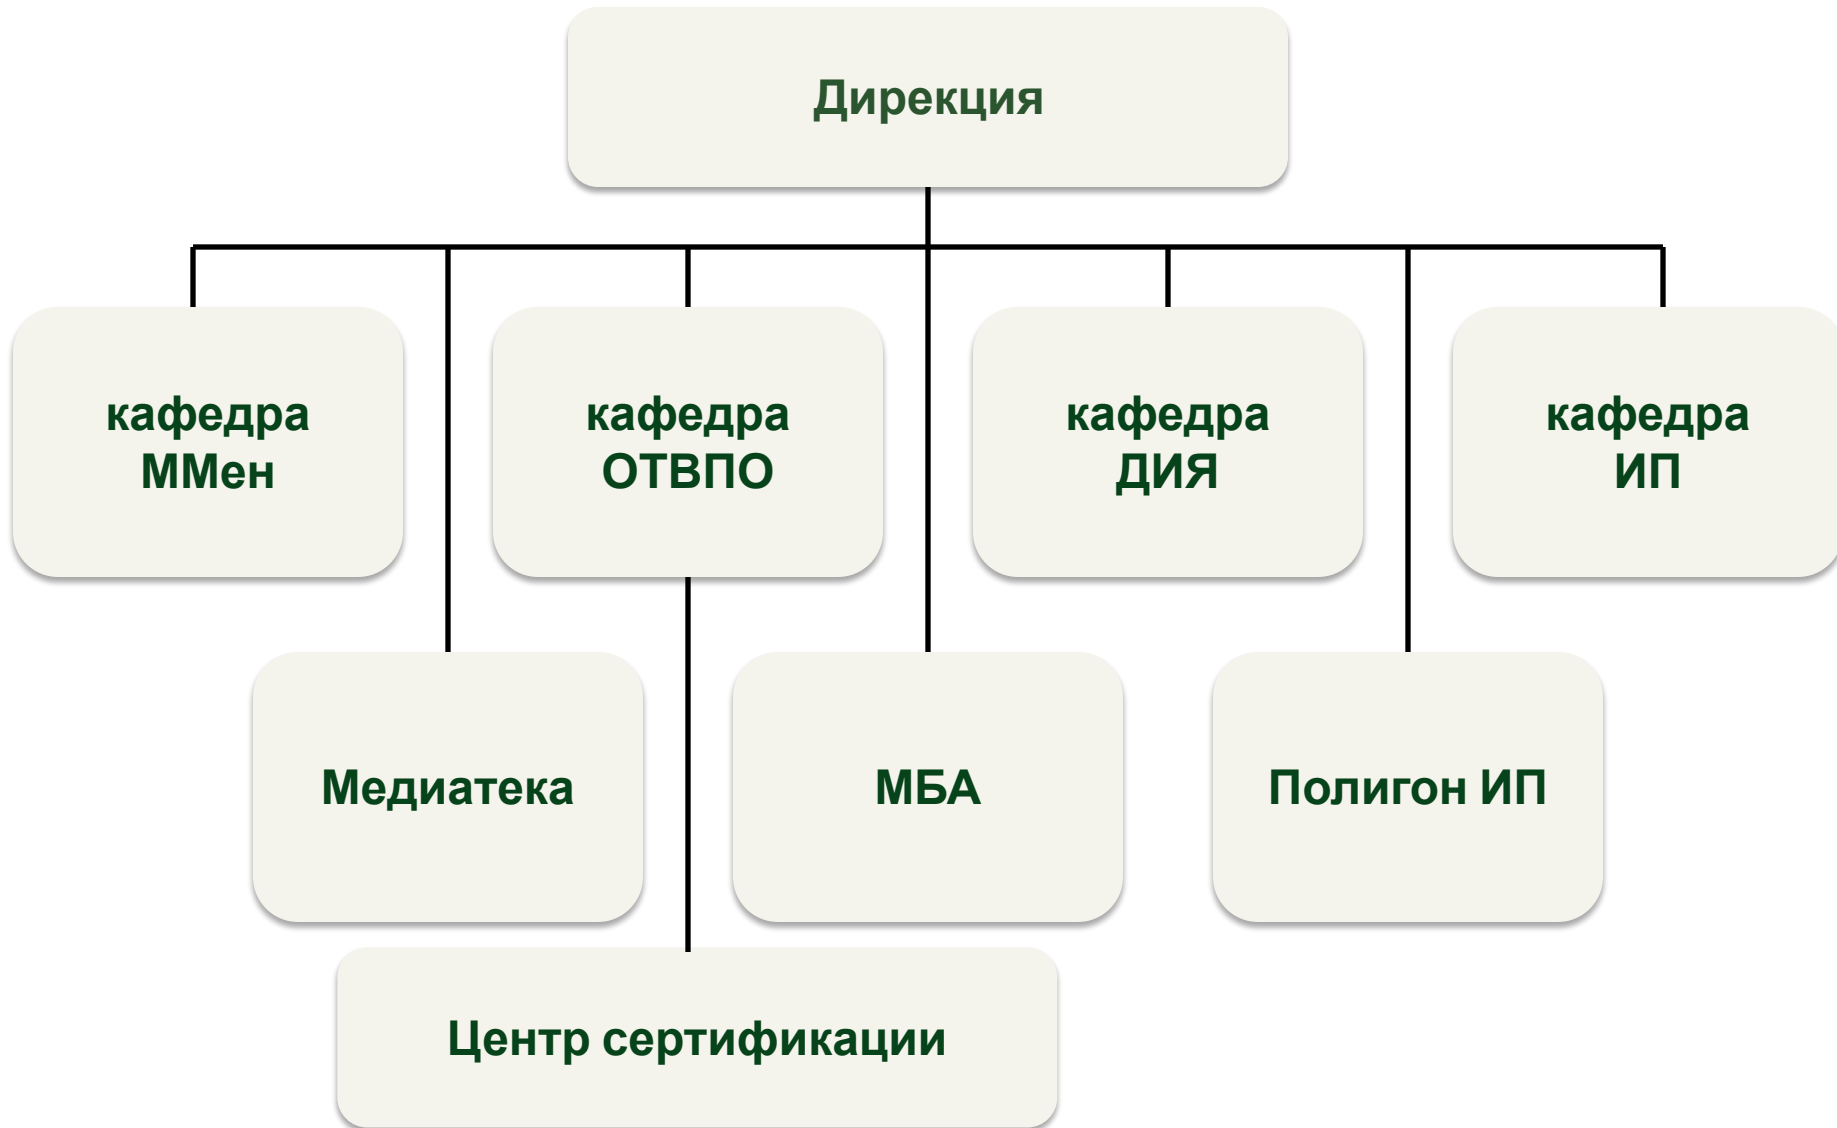 Дирекция
кафедра
ММен
кафедра
ОТВПО
кафедра
ДИЯ
кафедра
ИП
Медиатека
МБА
Полигон ИП
Центр сертификации